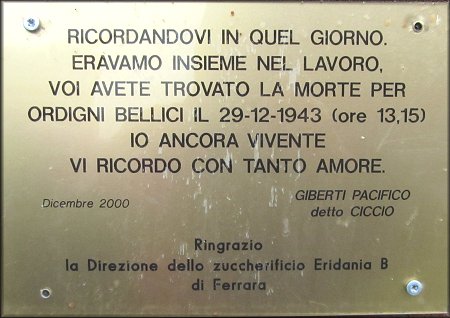 RICORDANDOVI IN QUEL GIORNO.
ERAVAMO INSIEME NEL LAVORO,
VOI AVETE TROVATO LA MORTE PER
ORDIGNI BELLICI IL 29-12-1943 (ore 13,15)
IO ANCORA VIVENTE
VI RICORDO CON TANTO AMORE.
Dicembre 2000
GIBERTI PACIFICO
detto CICCIO
Ringrazio
la Direzione dello zuccherificio Eridania B
di Ferrara